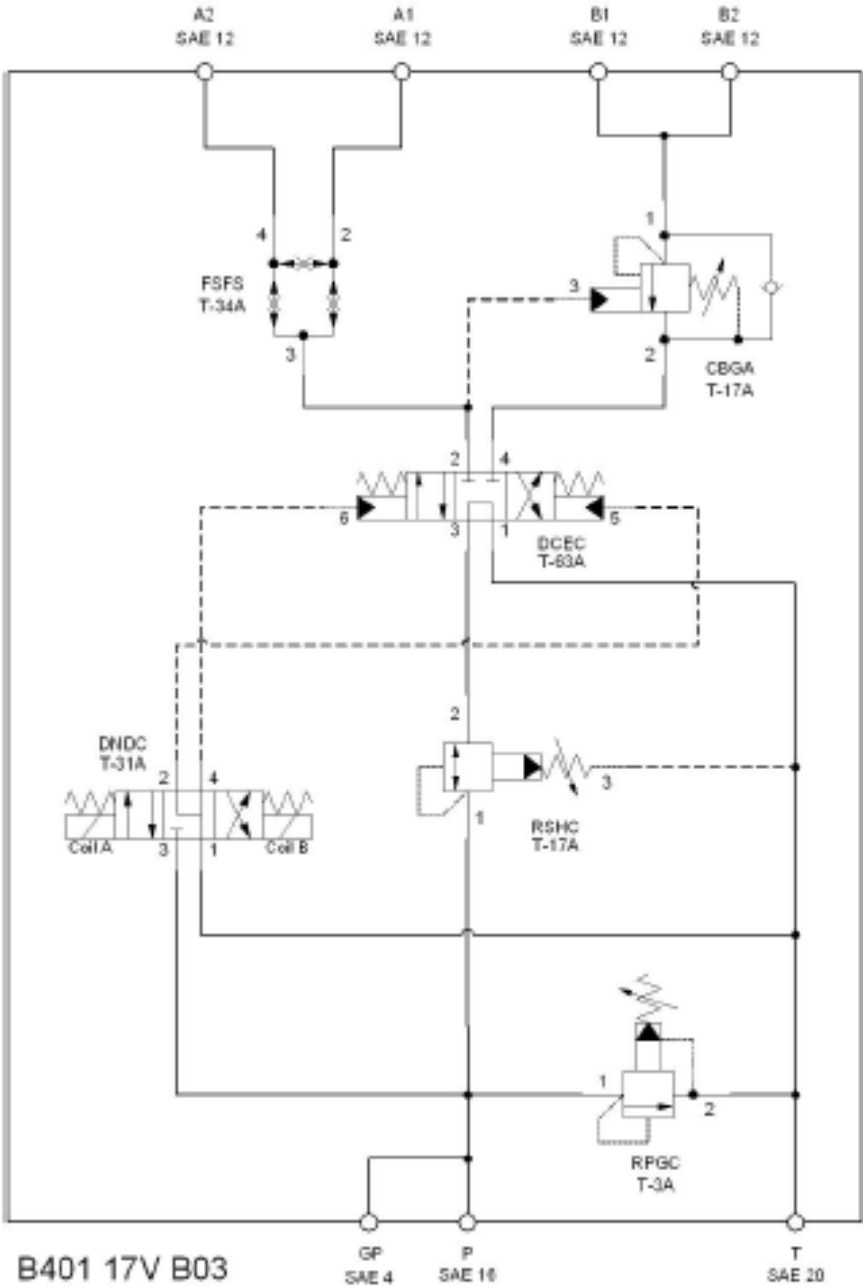 A2 A1 B1 B2
SAE 12 SAE 12 SAE 12 SAE 12
1
4 2
FSFS
T-34A
3
3
2
CBGA
T-17A
2 4
6 5
3 1
DCEC
T-63A
2
DNDC
T-31A
2 4
3
1
RSHC
T-17A
Coil A 3 1 Coil B
1
2
RPGC
T-3A
GP P T
SAE 4 SAE 16 SAE 20
B401 17V B03